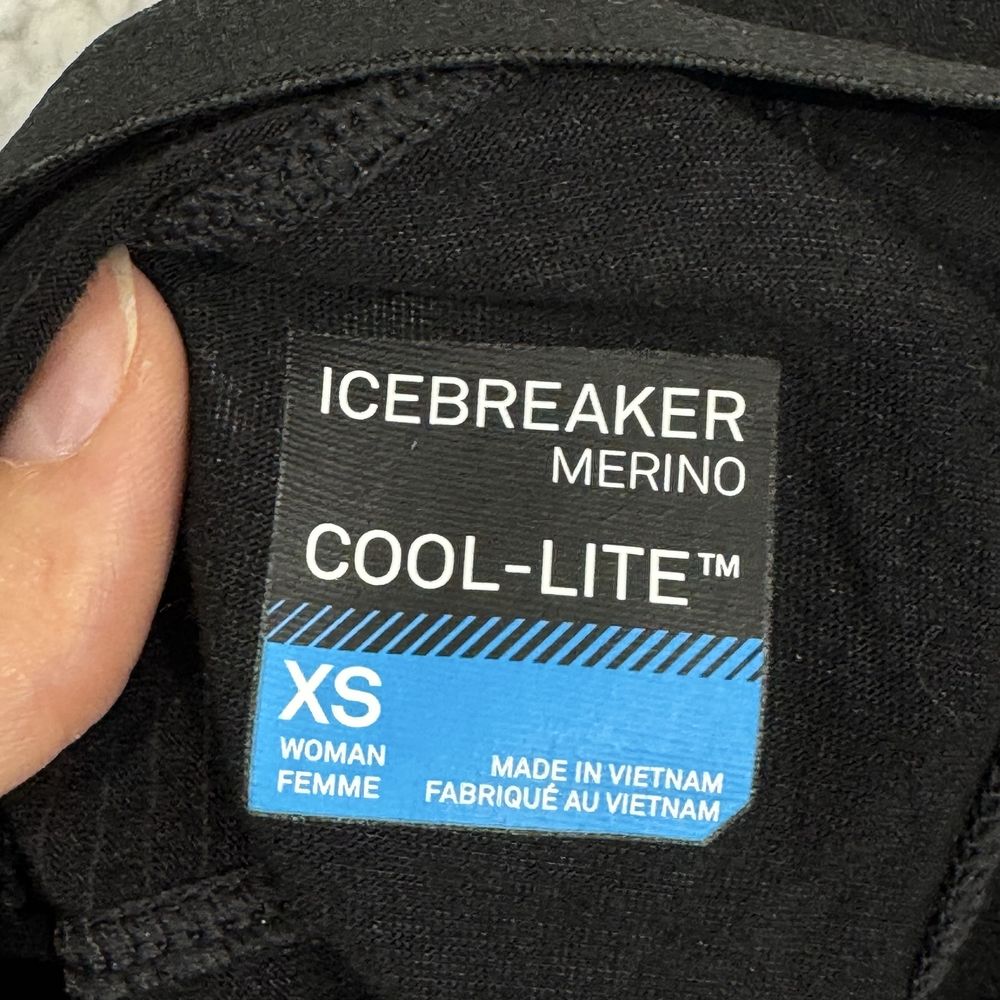 ICEBREAKER
MERINO
COOL-LITE™
XS
WOMAN
FEMME
MADE IN VIETNAM
FABRIQUÉ AU VIETNAM